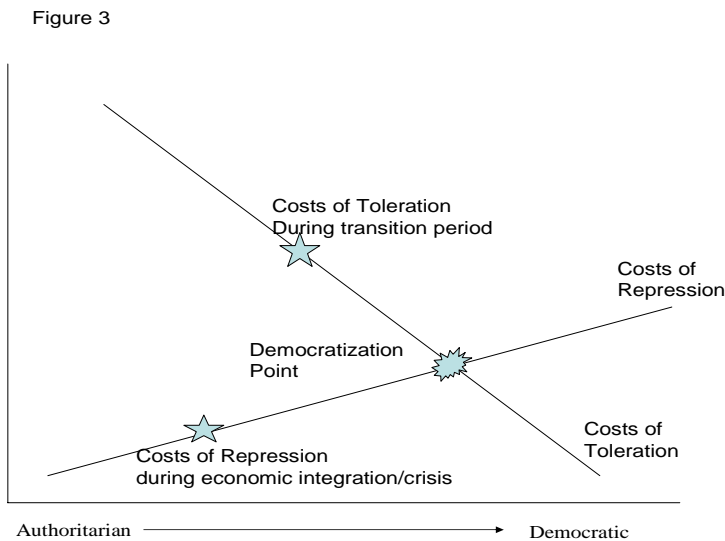 Figure 3
Costs of Toleration
During transition period
Costs of
Repression
Democratization
Point
Costs of
Toleration
Costs of Repression
during economic integration/crisis
Authoritarian
Democratic